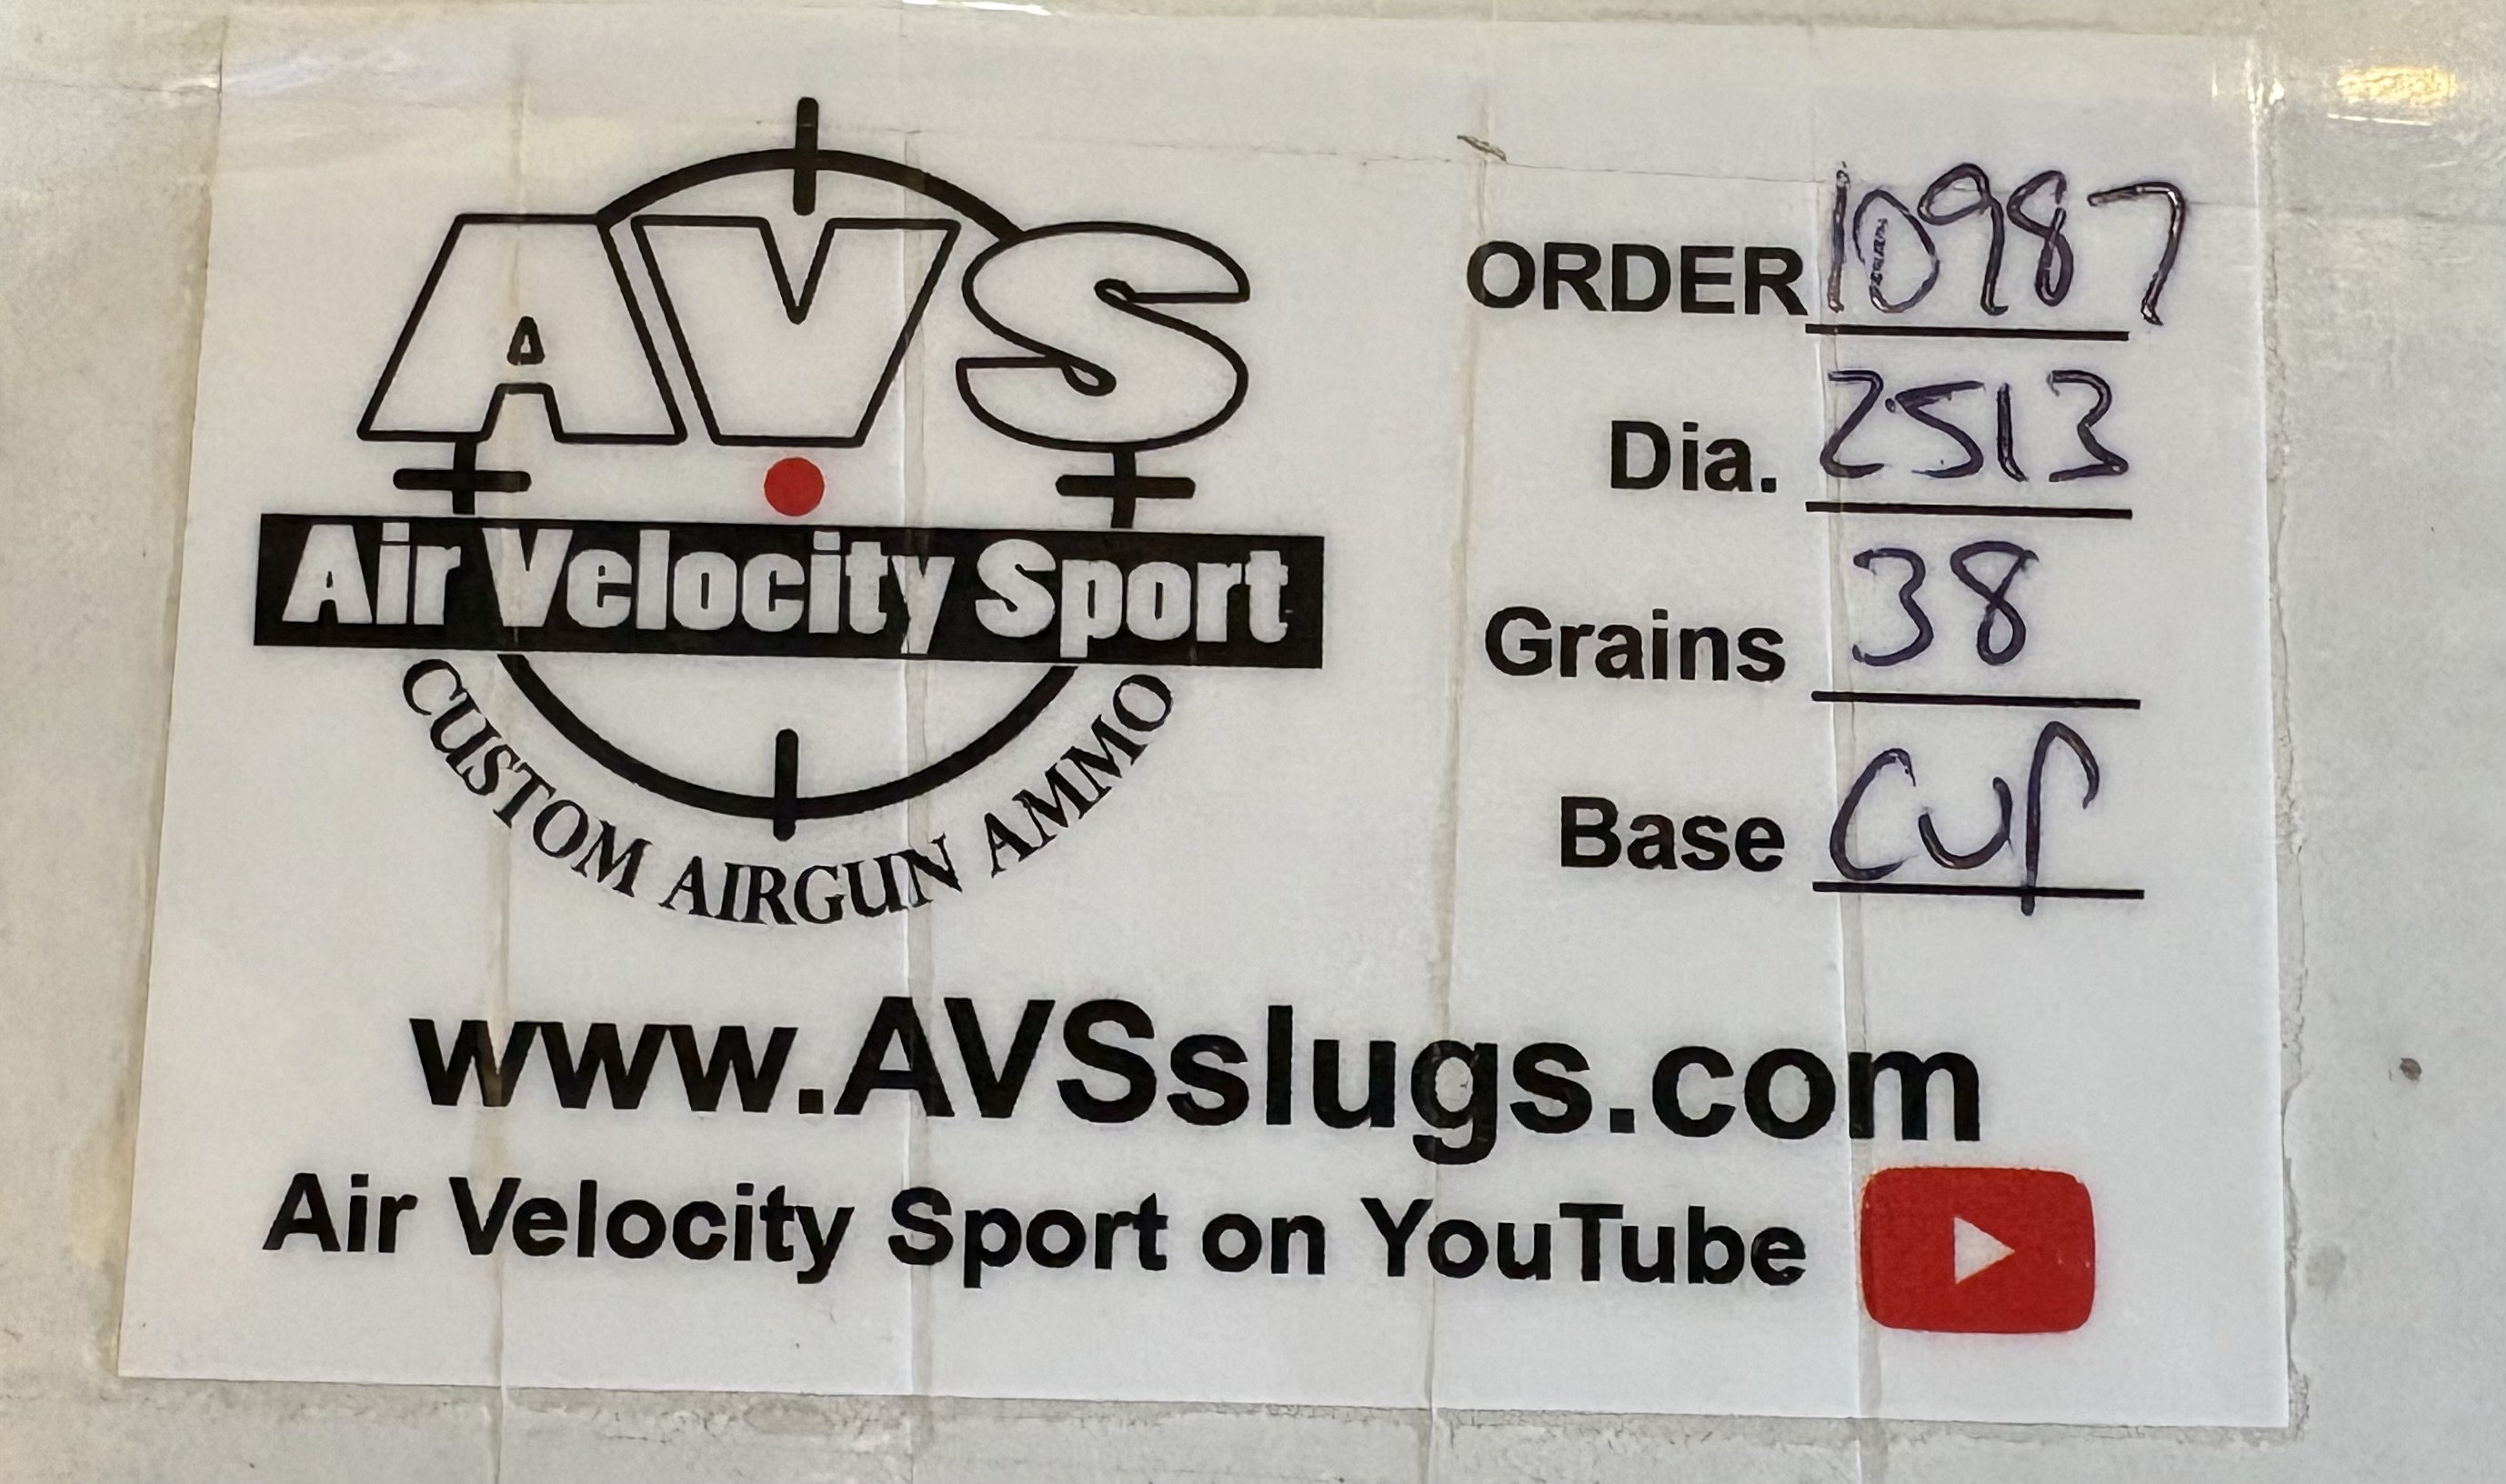 AVS
Air Velocity Sport
CUSTOM AIRGUN AMMO
ORDER 10987
Dia. 2513
Grains 38
Base cup
www.AVSslugs.com
Air Velocity Sport on YouTube